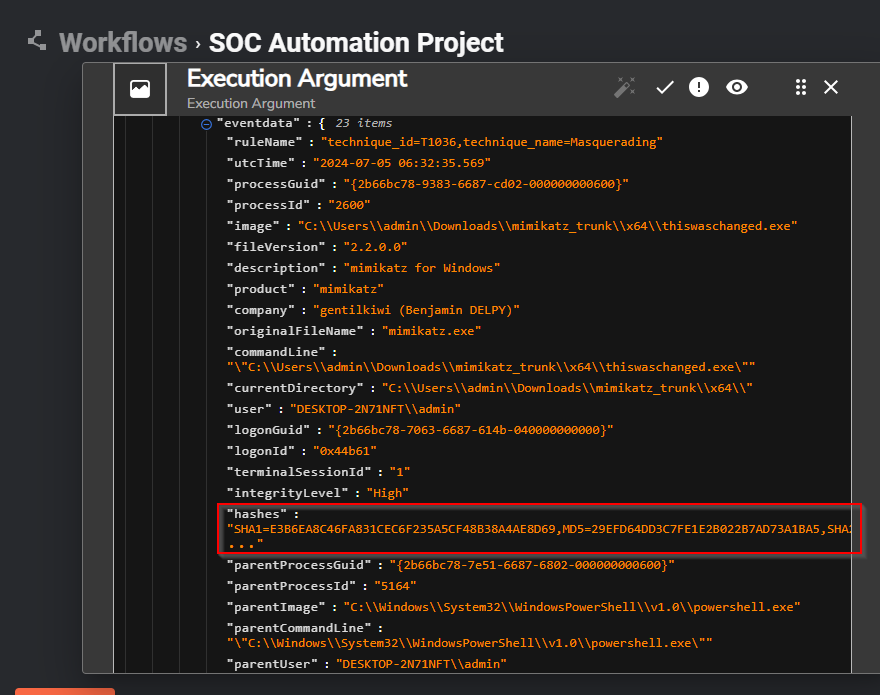 Workflows › SOC Automation Project
Execution Argument
Execution Argument
"eventdata" : { 23 items
"ruleName" : "technique_id=T1036,technique_name=Masquerading"
"utcTime" : "2024-07-05 06:32:35.569"
"processGuid" : "{2b66bc78-9383-6687-cd02-000000000600}"
"processId" : "2600"
"image" : "C:\\Users\\admin\\Downloads\\mimikatz_trunk\\x64\\thiswaschanged.exe"
"fileVersion" : "2.2.0.0"
"description" : "mimikatz for Windows"
"product" : "mimikatz"
"company" : "gentilkiwi (Benjamin DELPY)"
"originalFileName" : "mimikatz.exe"
"commandLine" :
"\"C:\\Users\\admin\\Downloads\\mimikatz_trunk\\x64\\thiswaschanged.exe\""
"currentDirectory" : "C:\\Users\\admin\\Downloads\\mimikatz_trunk\\x64\\"
"user" : "DESKTOP-2N71NFT\\admin"
"logonGuid" : "{2b66bc78-7063-6687-614b-040000000000}"
"logonId" : "0x44b61"
"terminalSessionId" : "1"
"integrityLevel" : "High"
"hashes" :
"SHA1=E3B6EA8C46FA831CEC6F235A5CF48B38A4AE8D69,MD5=29EFD64DD3C7FE1E2B022B7AD73A1BA5,SHA2
..."
"parentProcessGuid" : "{2b66bc78-7e51-6687-6802-000000000600}"
"parentProcessId" : "5164"
"parentImage" : "C:\\Windows\\System32\\WindowsPowerShell\\v1.0\\powershell.exe"
"parentCommandLine" :
"\"C:\\Windows\\System32\\WindowsPowerShell\\v1.0\\powershell.exe\""
"parentUser" : "DESKTOP-2N71NFT\\admin"